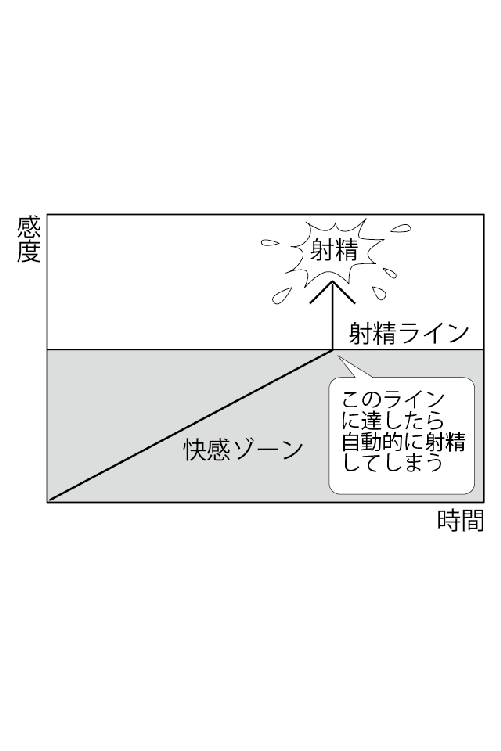 感度
射精
射精ライン
このライン
に達したら
自動的に射精
してしまう
快感ゾーン
時間